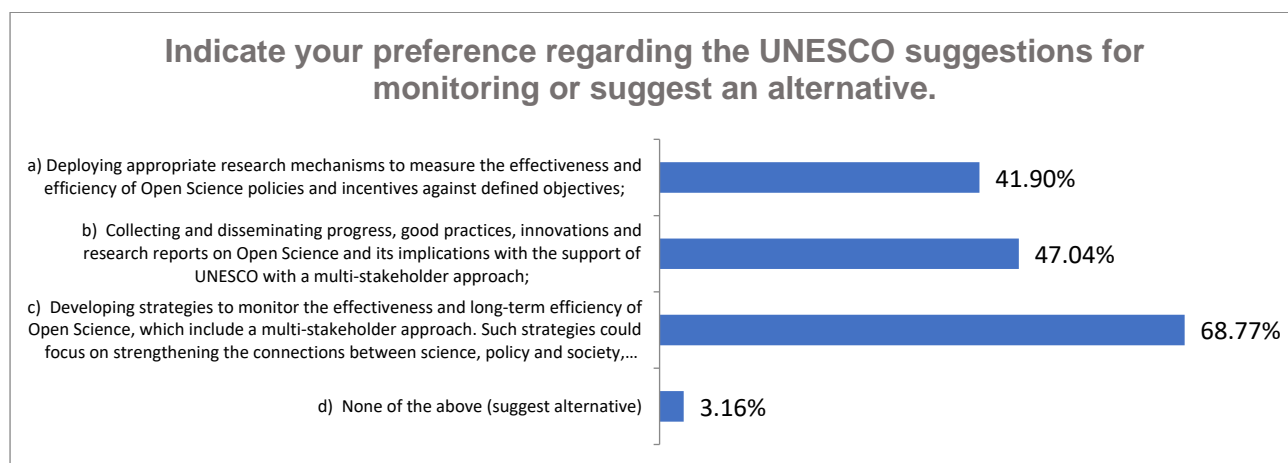 Indicate your preference regarding the UNESCO suggestions for
monitoring or suggest an alternative.
a) Deploying appropriate research mechanisms to measure the effectiveness and
efficiency of Open Science policies and incentives against defined objectives;
41.90%
b) Collecting and disseminating progress, good practices, innovations and
research reports on Open Science and its implications with the support of
UNESCO with a multi-stakeholder approach;
47.04%
c) Developing strategies to monitor the effectiveness and long-term efficiency of
Open Science, which include a multi-stakeholder approach. Such strategies could
focus on strengthening the connections between science, policy and society,…
68.77%
d) None of the above (suggest alternative)
3.16%